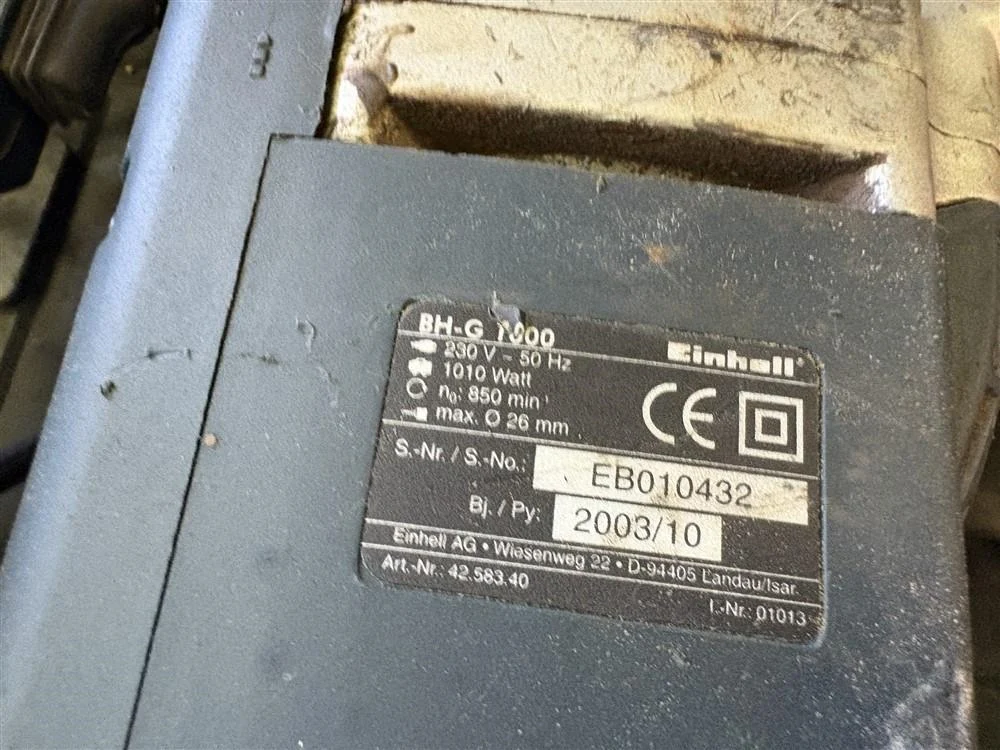 BH-G 1000
Einhell®
230 V ~ 50 Hz
1010 Watt
n₀: 850 min⁻¹
max. Ø 26 mm
CE
S.-Nr. / S.-No.: EB010432
Bj. / Py: 2003/10
Einhell AG • Wiesenweg 22 • D-94405 Landau/Isar
Art.-Nr.: 42.583.40
I.-Nr.: 01013